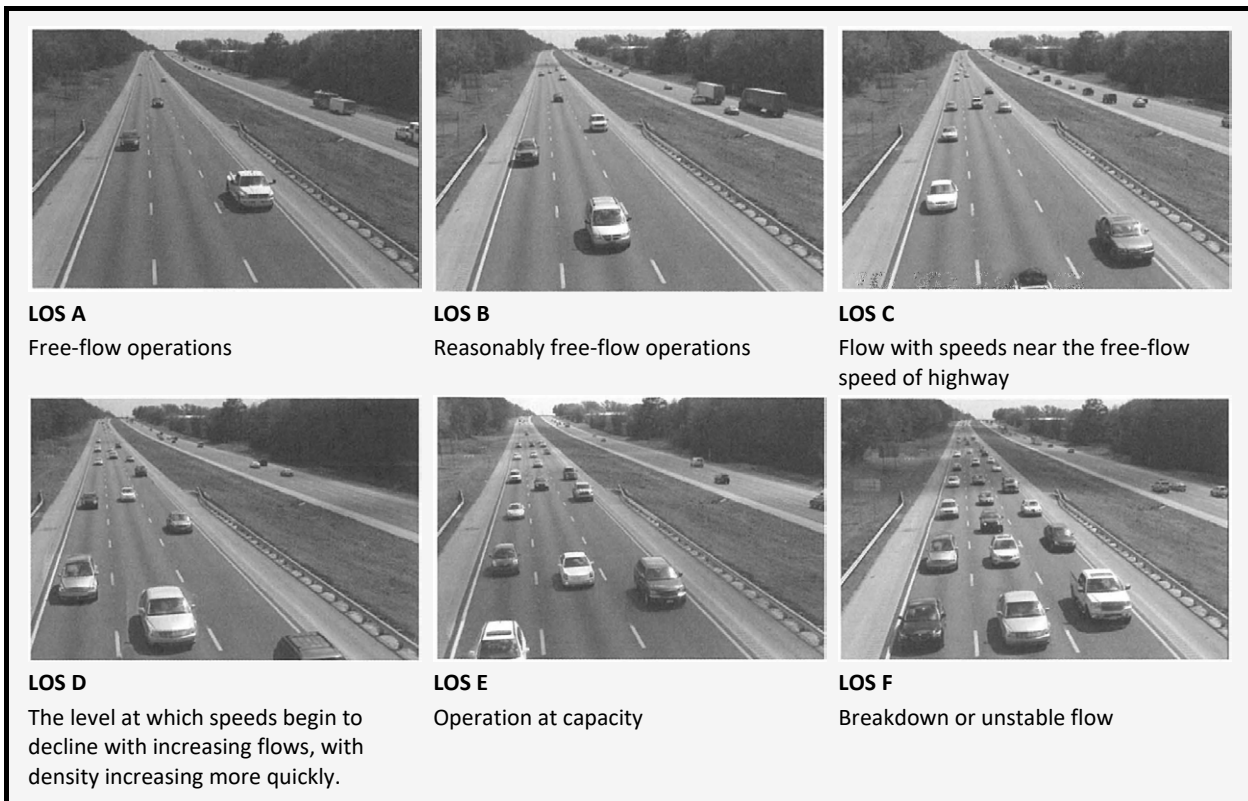 LOS A
Free-flow operations
LOS B
Reasonably free-flow operations
LOS C
Flow with speeds near the free-flow
speed of highway
LOS D
The level at which speeds begin to
decline with increasing flows, with
density increasing more quickly.
LOS E
Operation at capacity
LOS F
Breakdown or unstable flow